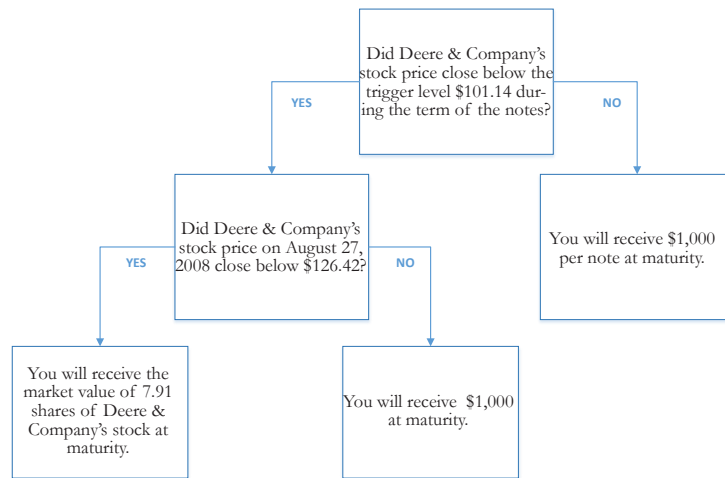 Did Deere & Company's
stock price close below the
trigger level $101.14 dur-
ing the term of the notes?
YES
NO
Did Deere & Company's
stock price on August 27,
2008 close below $126.42?
You will receive $1,000
per note at maturity.
YES
NO
You will receive the
market value of 7.91
shares of Deere &
Company's stock at
maturity.
You will receive $1,000
at maturity.